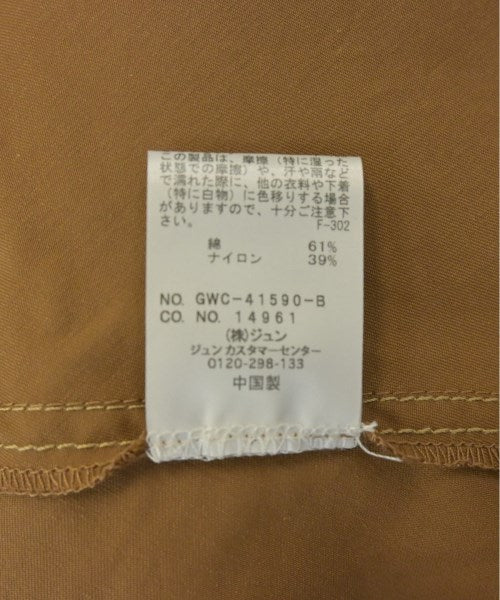 この製品は、摩擦（特に湿った
状態での摩擦）や、汗や雨など
で濡れた際に、他の衣料や下着
（特に白物）に色移りする場合
がありますので、十分ご注意下
さい。 F-302
綿 61%
ナイロン 39%
NO. GWC-41590-B
CO. NO. 14961
(株)ジュン
ジュン カスタマーセンター
0120-298-133
中国製